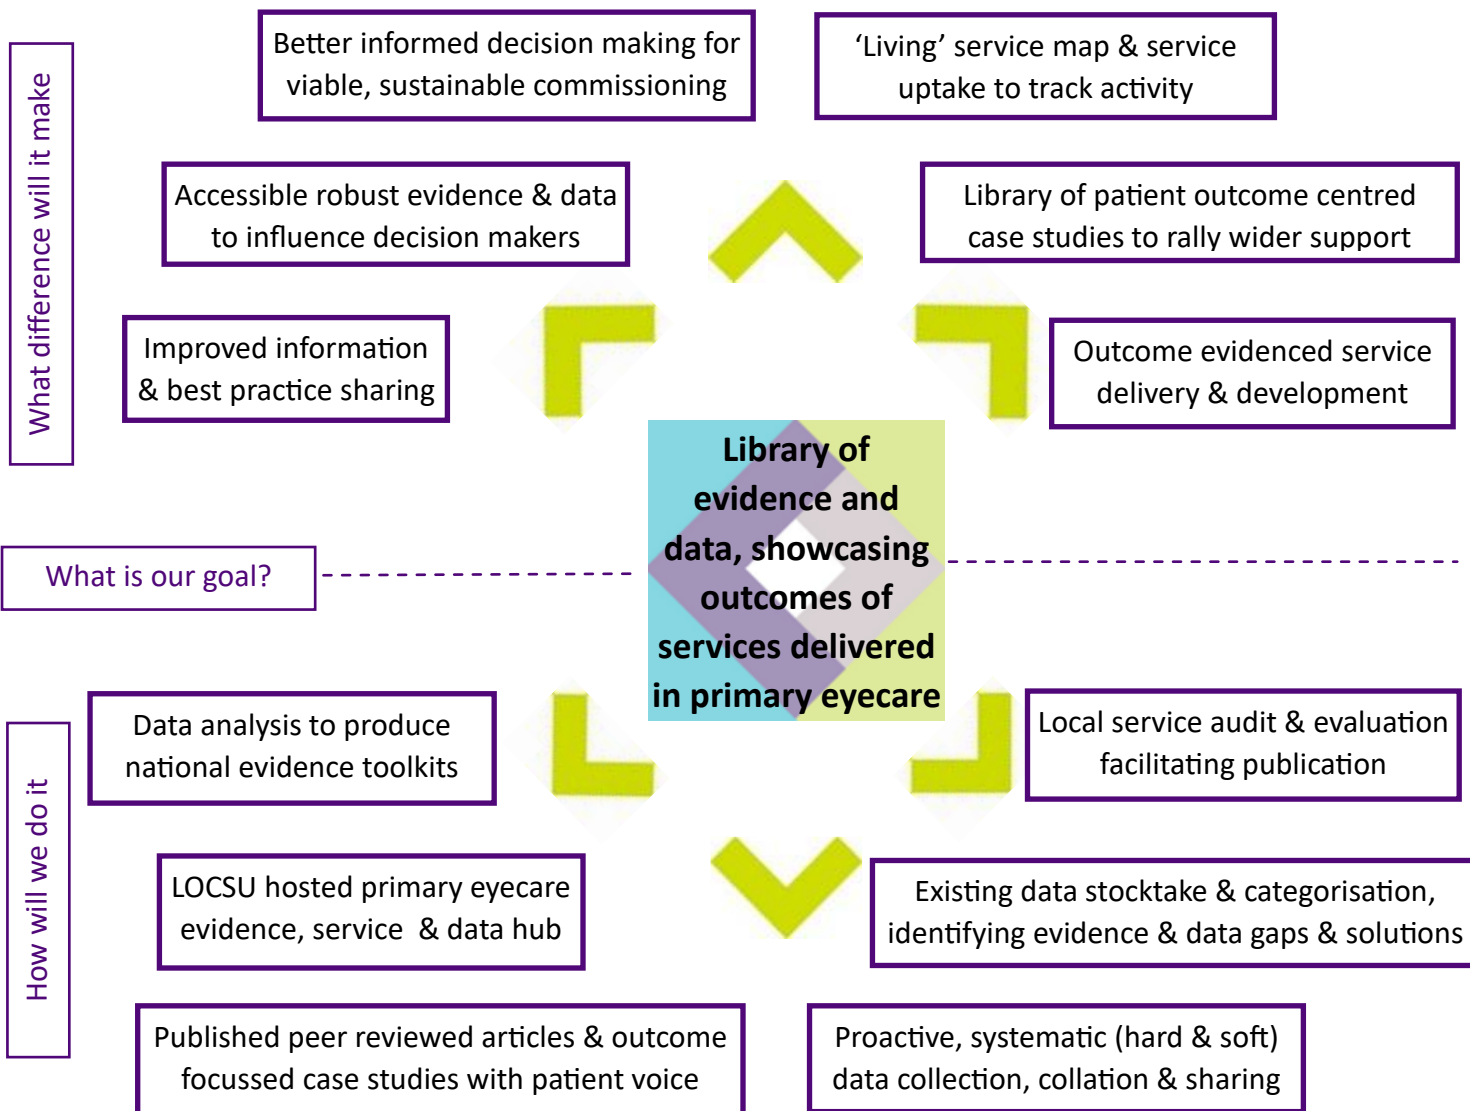 What difference will it make
Better informed decision making for
viable, sustainable commissioning
‘Living’ service map & service
uptake to track activity
Accessible robust evidence & data
to influence decision makers
Library of patient outcome centred
case studies to rally wider support
Improved information
& best practice sharing
Outcome evidenced service
delivery & development
What is our goal?
Library of
evidence and
data, showcasing
outcomes of
services delivered
in primary eyecare
How will we do it
Data analysis to produce
national evidence toolkits
Local service audit & evaluation
facilitating publication
LOCSU hosted primary eyecare
evidence, service & data hub
Existing data stocktake & categorisation,
identifying evidence & data gaps & solutions
Published peer reviewed articles & outcome
focussed case studies with patient voice
Proactive, systematic (hard & soft)
data collection, collation & sharing